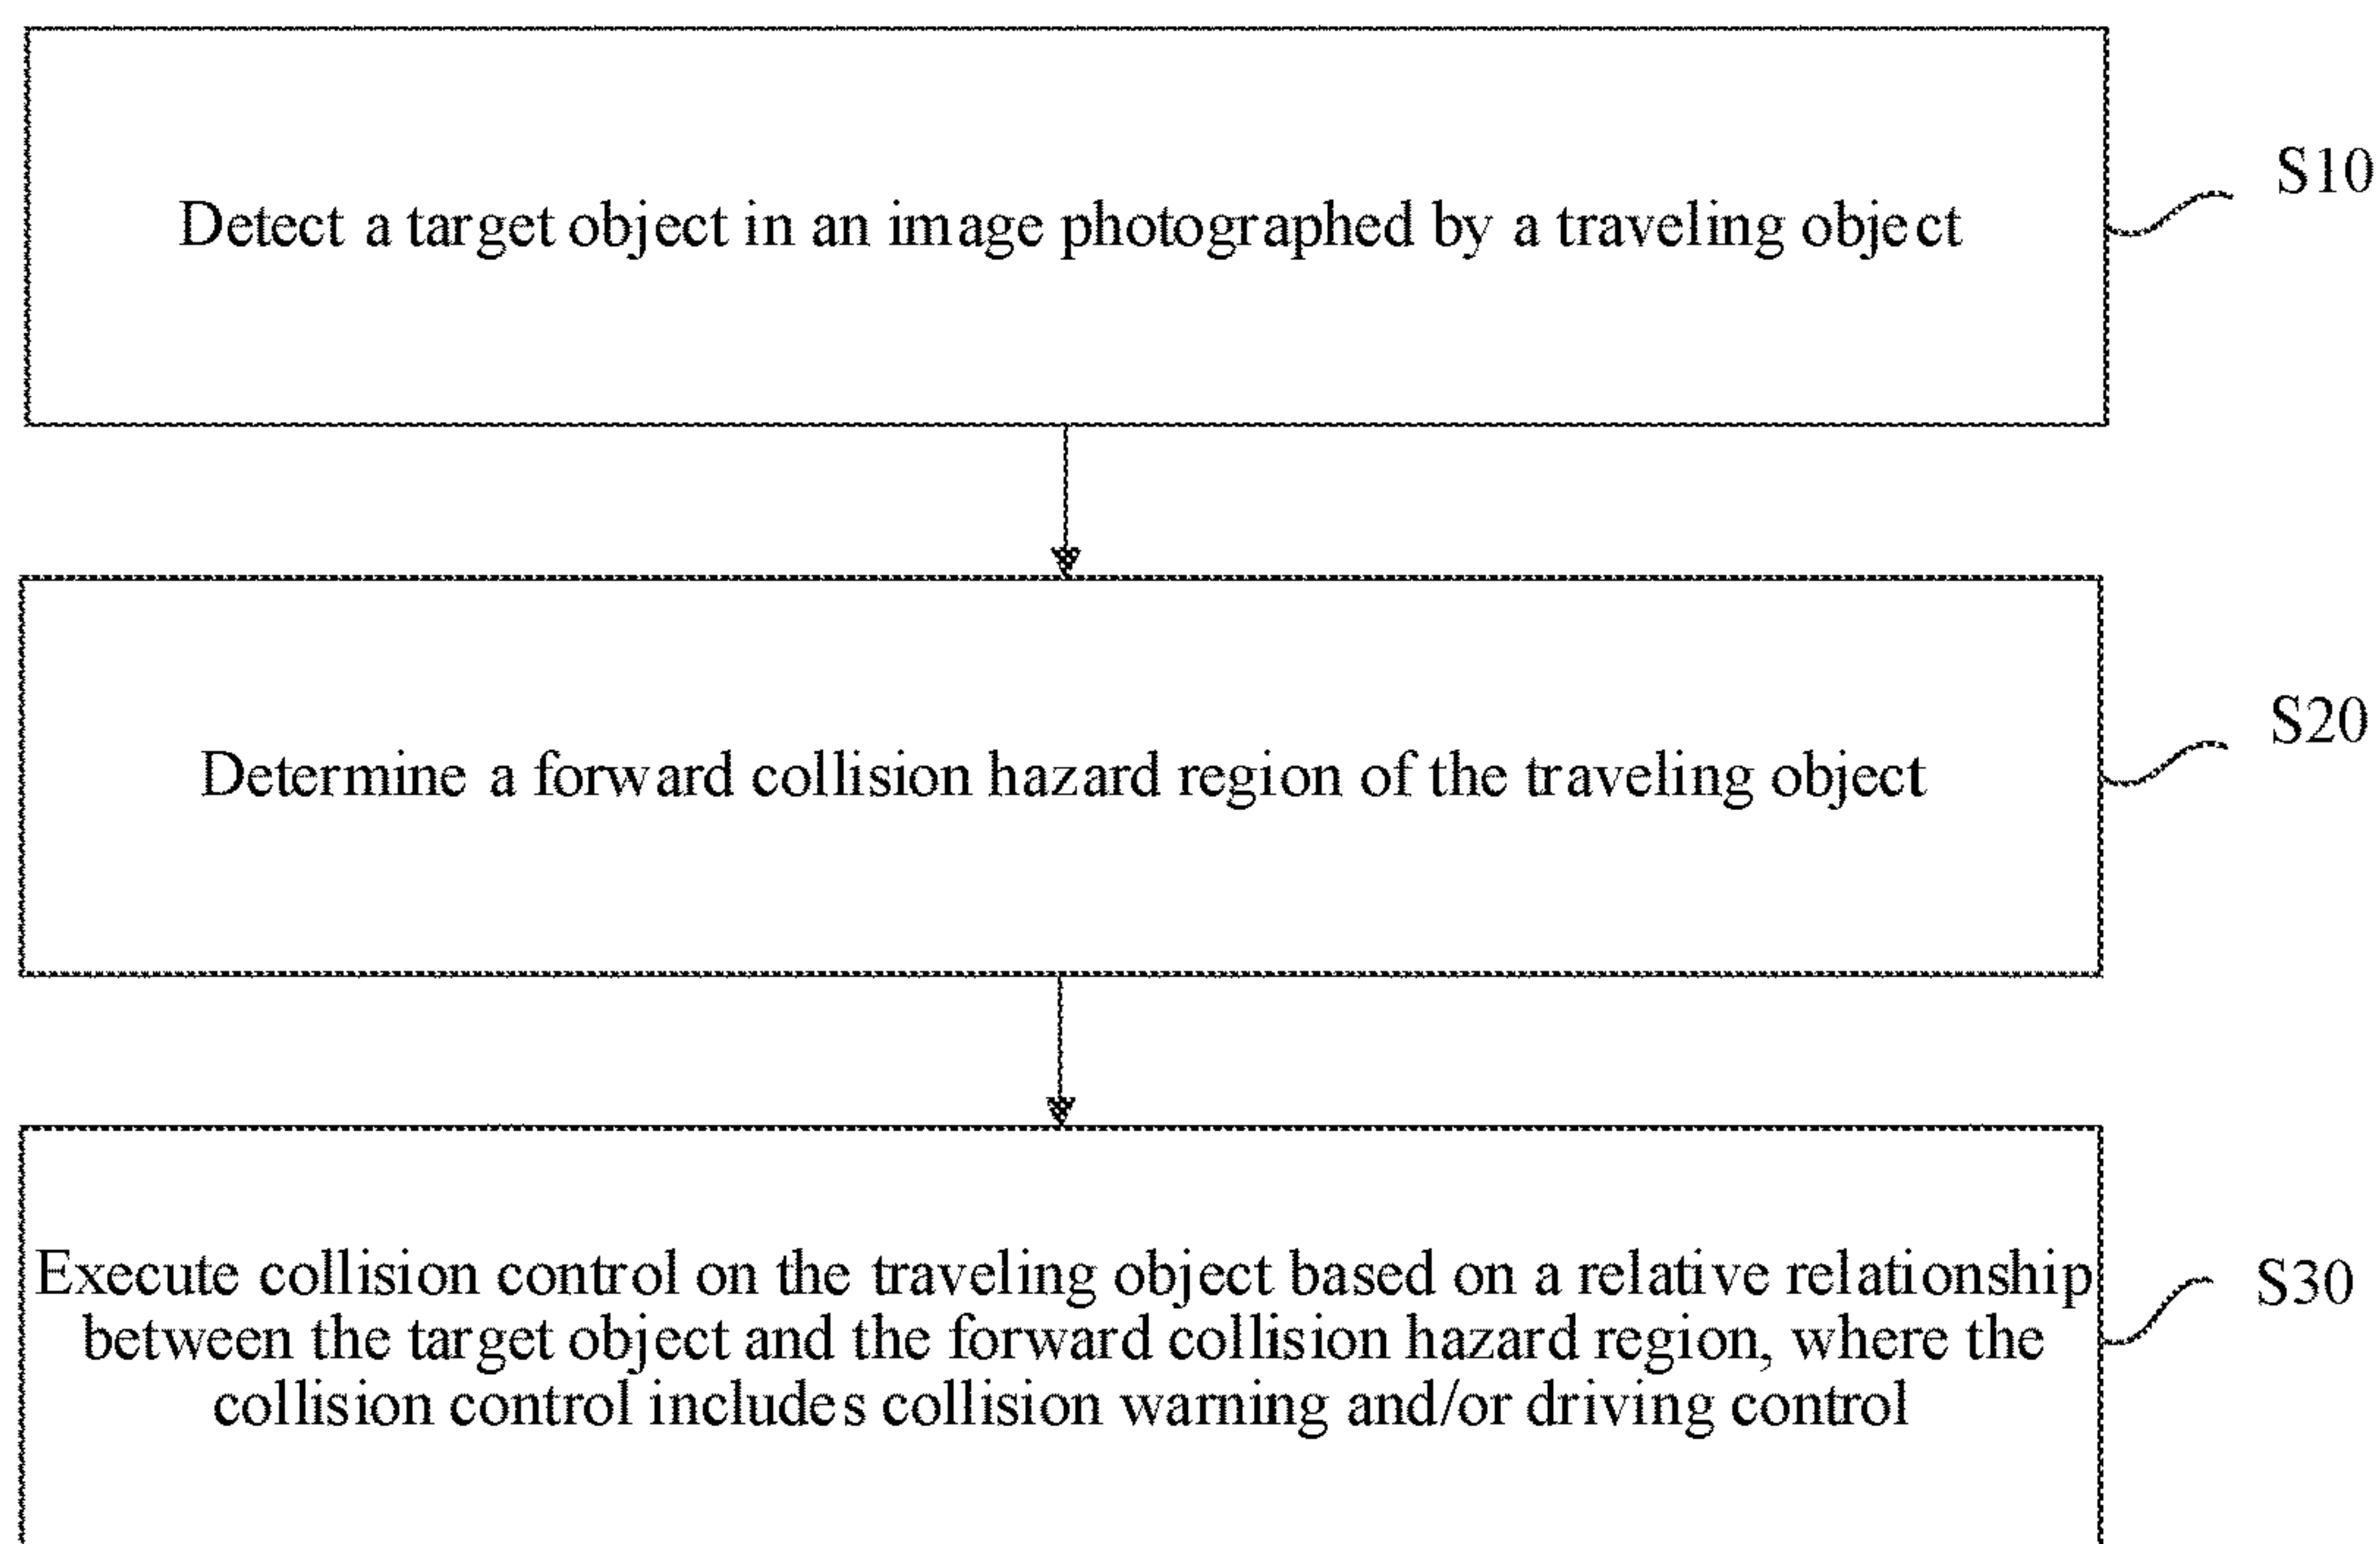 Detect a target object in an image photographed by a traveling object
S10
Determine a forward collision hazard region of the traveling object
S20
Execute collision control on the traveling object based on a relative relationship
between the target object and the forward collision hazard region, where the
collision control includes collision warning and/or driving control
S30